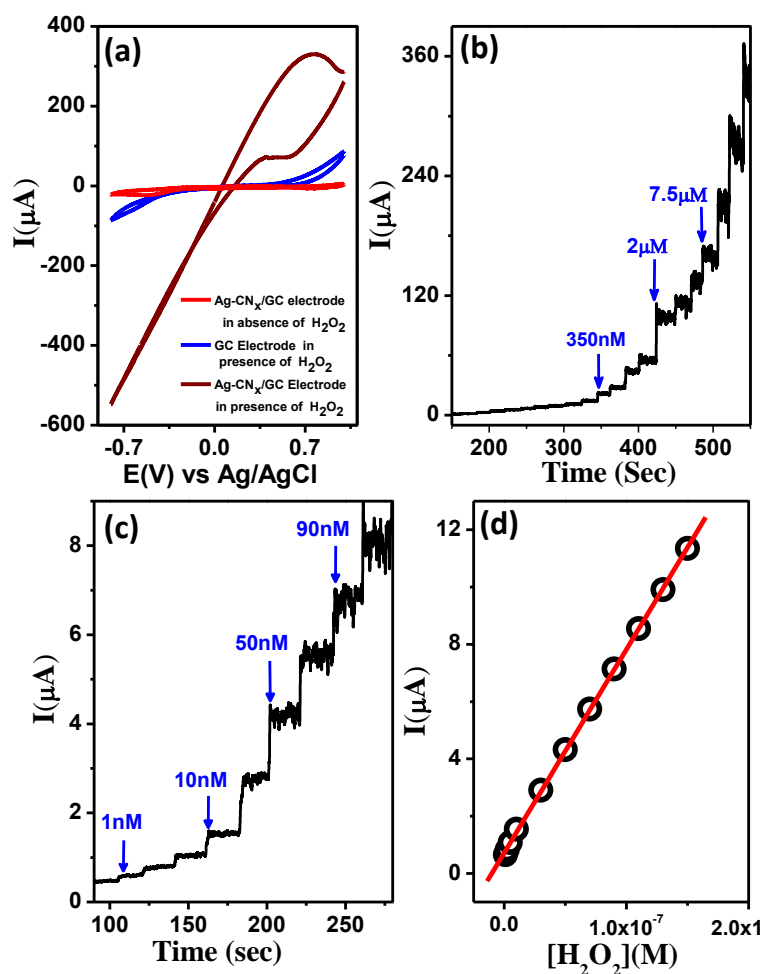 (a)
400
200
0
-200
-400
-600
I(μA)
-0.7
0.0
0.7
E(V) vs Ag/AgCl
Ag-CNx/GC electrode
in absence of H2O2
GC Electrode in
presence of H2O2
Ag-CNx/GC Electrode
in presence of H2O2
(b)
360
240
120
0
I(μA)
7.5μM
2μM
350nM
200
300
400
500
Time (Sec)
(c)
8
6
4
2
0
I(μA)
90nM
50nM
10nM
1nM
100
150
200
250
Time (sec)
(d)
12
8
4
0
I(μA)
0.0
1.0x10-7
2.0x1
[H2O2](M)